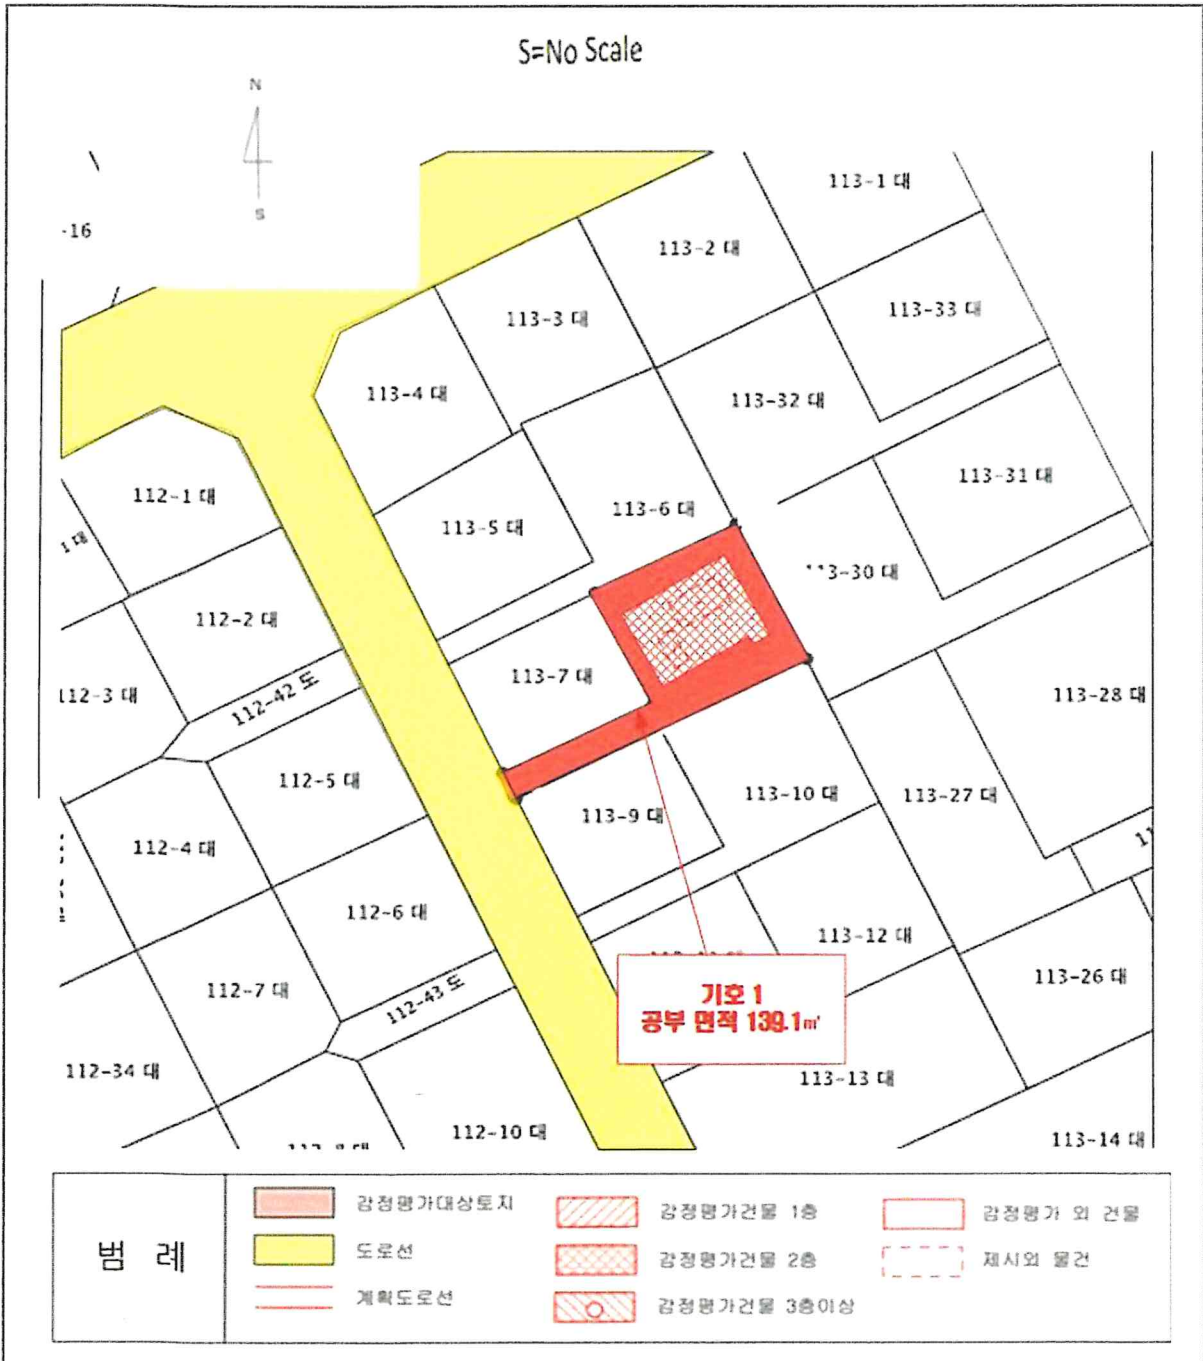 S=No Scale
N
S
-16
113-1 대
113-2 대
113-3 대
113-33 대
113-4 대
113-32 대
112-1 대
113-31 대
113-5 대
113-6 대
1 대
13-30 대
112-2 대
112-3 대
112-42 도
113-7 대
113-28 대
112-5 대
113-10 대
113-27 대
113-9 대
112-4 대
112-6 대
113-12 대
113-26 대
112-7 대
112-43 도
기호 1
공부 면적 139.1㎡
112-34 대
113-13 대
112-10 대
113-14 대
범 례
감정평가대상토지
도로선
계획도로선
감정평가건물 1층
감정평가건물 2층
감정평가건물 3층이상
감정평가 외 건물
제시외 물건